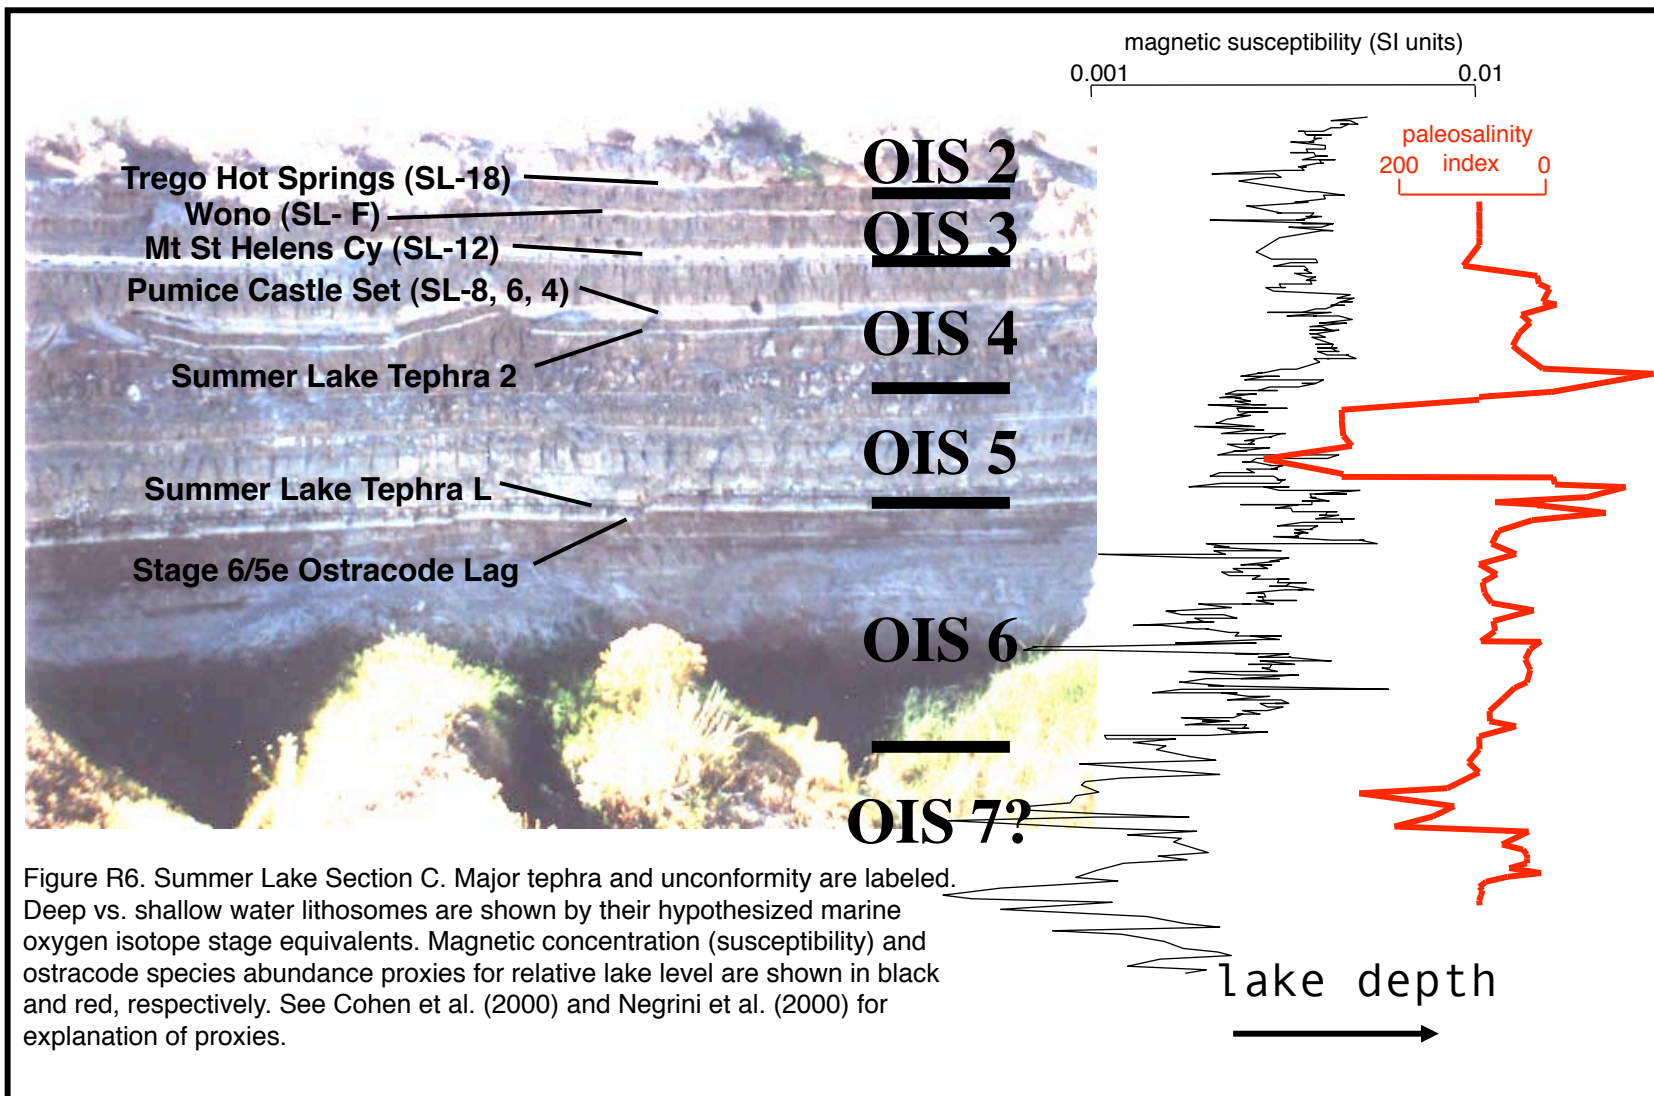 magnetic susceptibility (SI units)
0.001
0.01
paleosalinity
200 index 0
OIS 2
Trego Hot Springs (SL-18)
Wono (SL- F)
OIS 3
Mt St Helens Cy (SL-12)
Pumice Castle Set (SL-8, 6, 4)
OIS 4
Summer Lake Tephra 2
OIS 5
Summer Lake Tephra L
Stage 6/5e Ostracode Lag
OIS 6
OIS 7?
Figure R6. Summer Lake Section C. Major tephra and unconformity are labeled.
Deep vs. shallow water lithosomes are shown by their hypothesized marine
oxygen isotope stage equivalents. Magnetic concentration (susceptibility) and
ostracode species abundance proxies for relative lake level are shown in black
and red, respectively. See Cohen et al. (2000) and Negrini et al. (2000) for
explanation of proxies.
lake depth